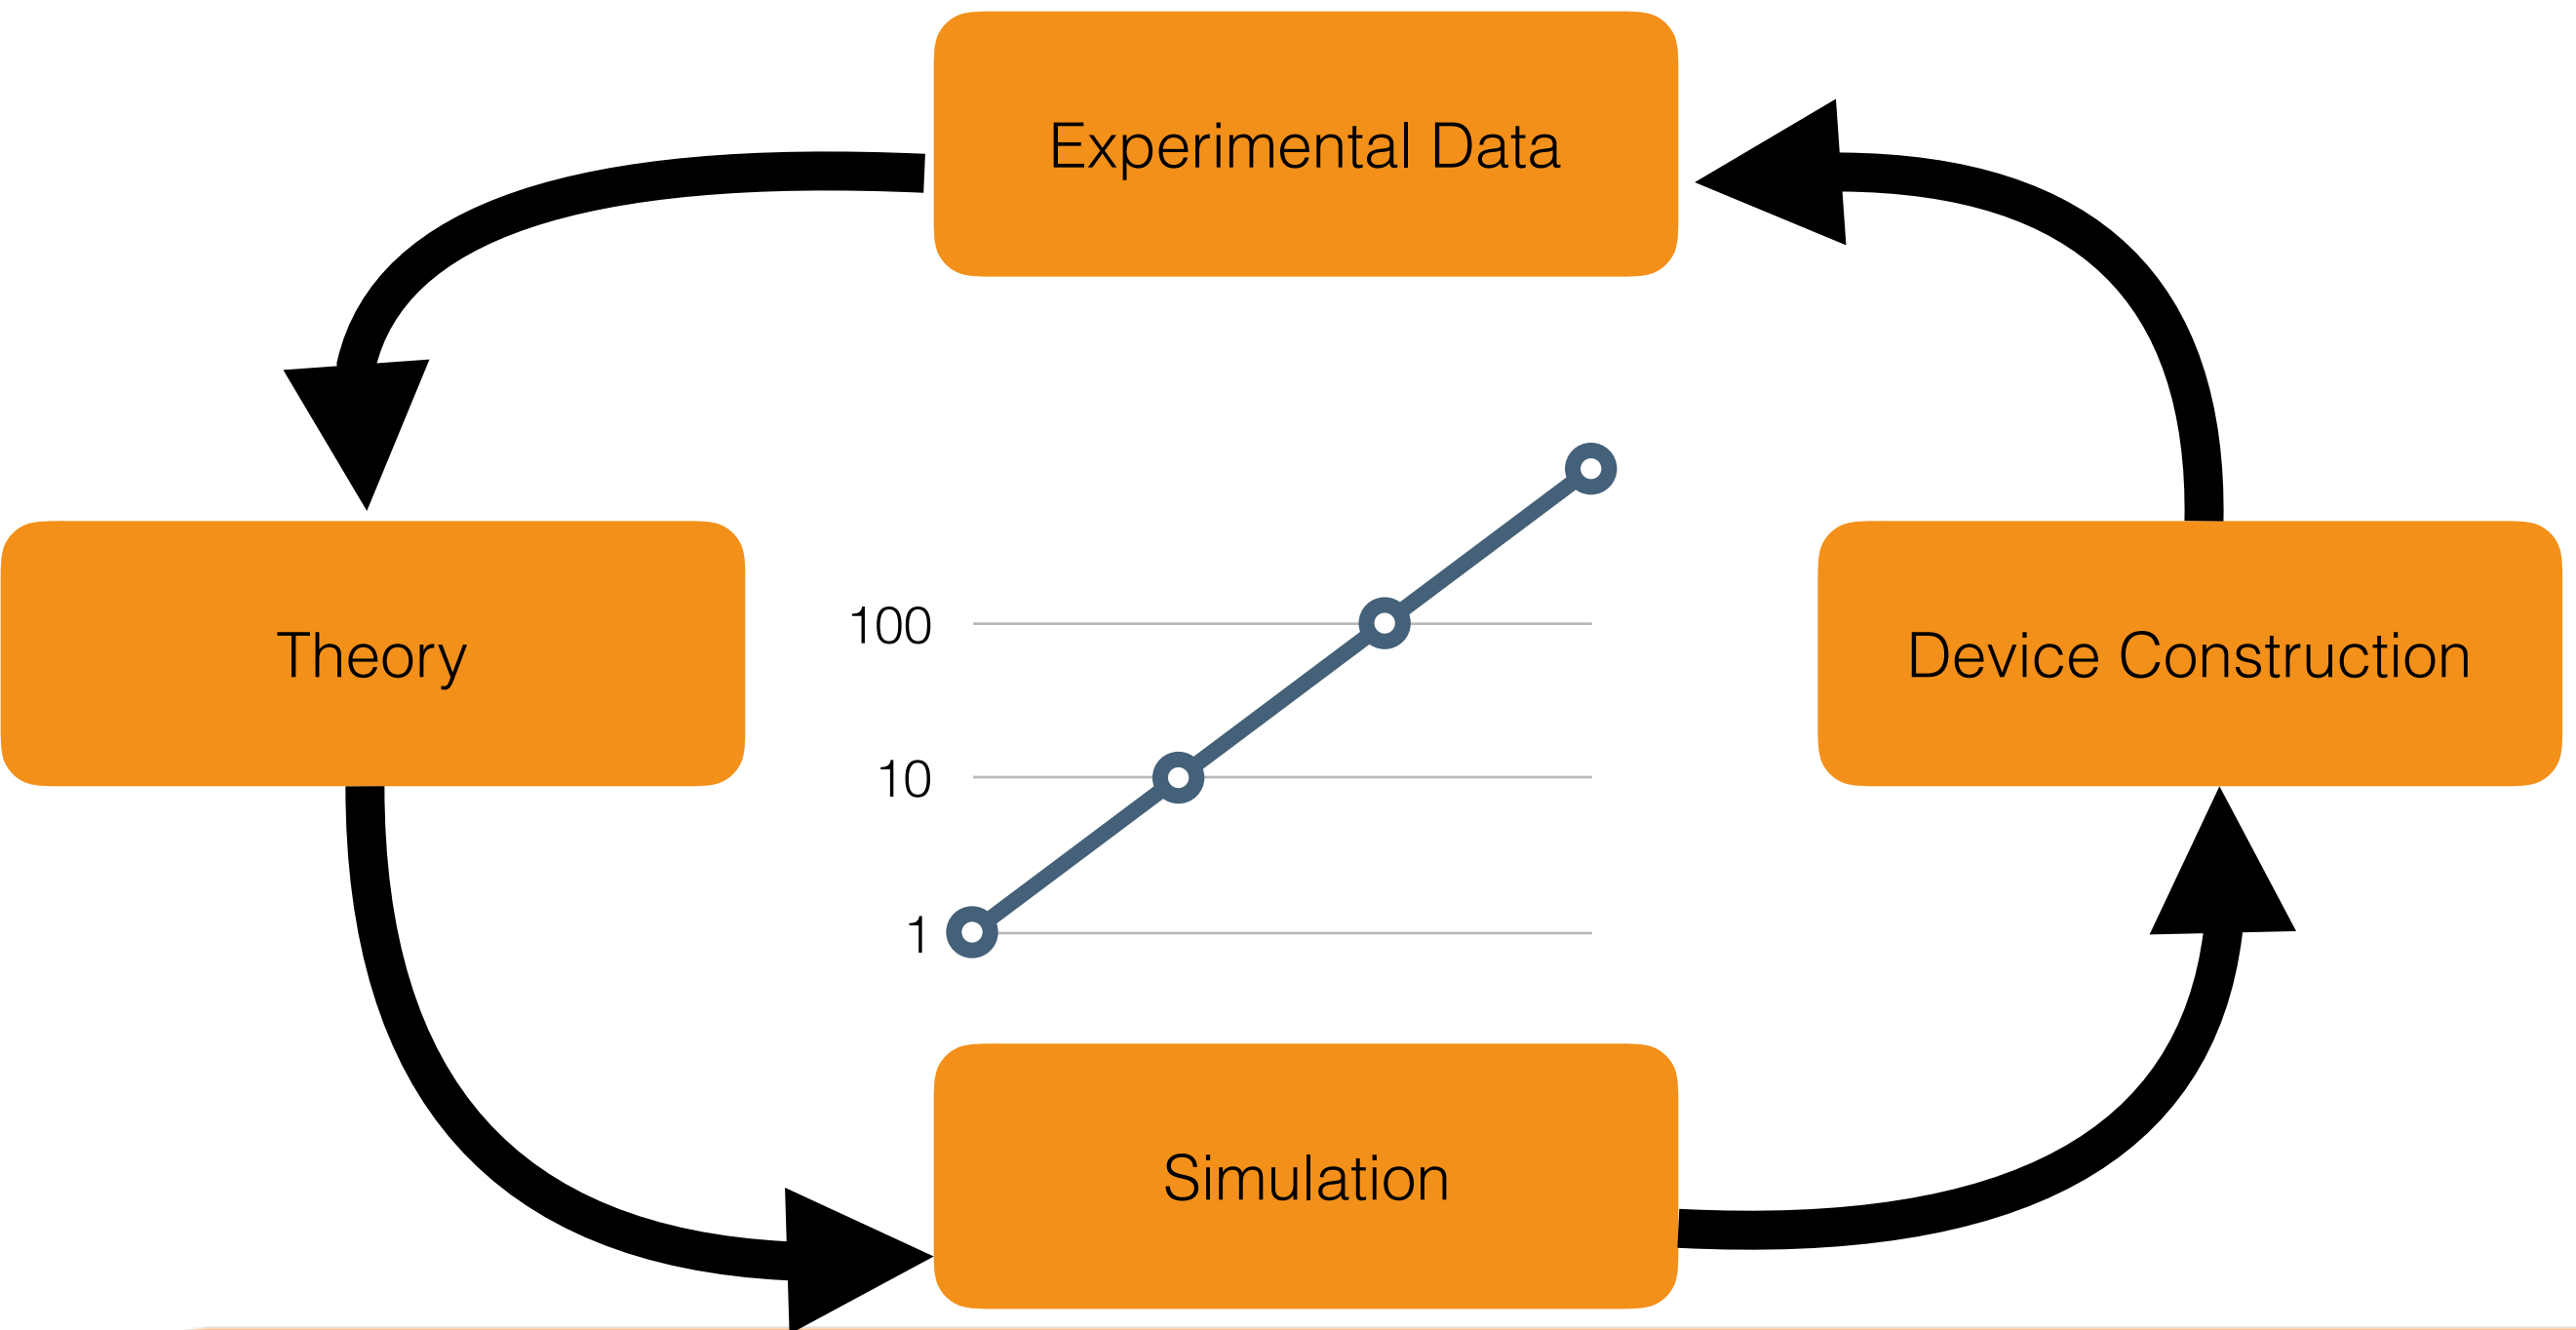 Experimental Data
Theory
Device Construction
100
10
1
Simulation